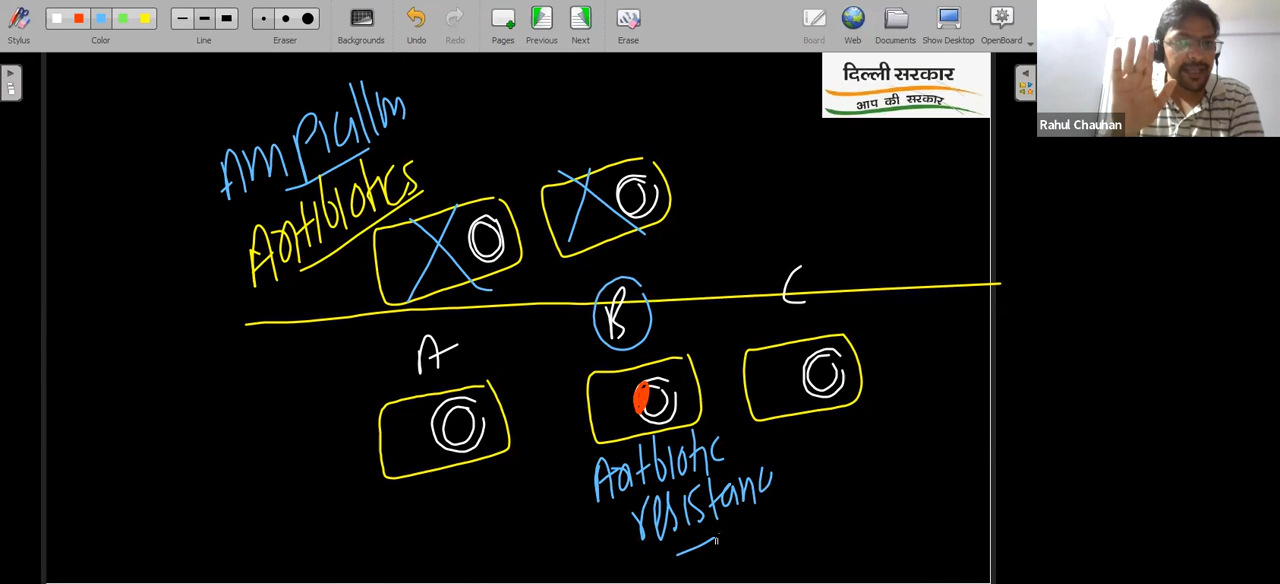 Stylus
Color
Line
Eraser
Backgrounds
Undo
Redo
Pages
Previous
Next
Erase
Board
Web
Documents
Show Desktop
OpenBoard
दिल्ली सरकार
आप की सरकार
Rahul Chauhan
Ampicillin
Antibiotics
A
B
C
Antibiotic
resistanc